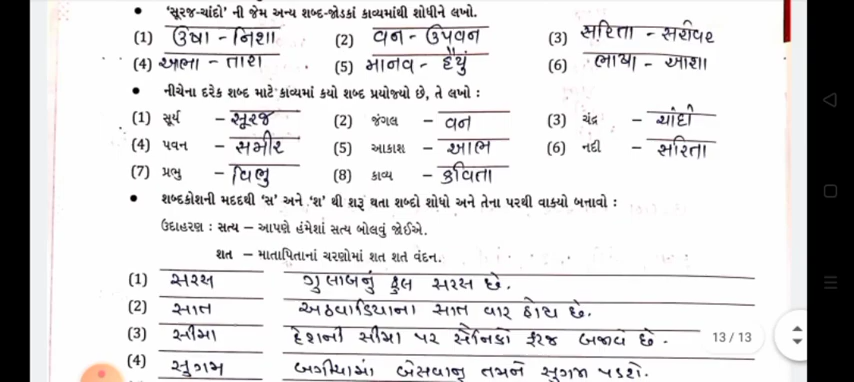 • ‘સૂરજ-ચાંદો’ ની જેમ અન્ય શબ્દ-જોડકાં કાવ્યમાંથી શોધીને લખો.
(1) ઉષા - નિશા (2) વન - ઉપવન (3) સરિતા - સરોવર
(4) આભ - તારા (5) માનવ - હૈયું (6) ભાષા - આશા
• નીચેના દરેક શબ્દ માટે કાવ્યમાં કયો શબ્દ પ્રયોજ્યો છે, તે લખો :
(1) સૂર્ય - સૂરજ (2) જંગલ - વન (3) ચંદ્ર - ચાંદો
(4) પવન - સમીર (5) આકાશ - આભ (6) નદી - સરિતા
(7) પ્રભુ - વિભુ (8) કાવ્ય - કવિતા
• શબ્દકોશની મદદથી ‘સ’ અને ‘શ’ થી શરૂ થતા શબ્દો શોધો અને તેના પરથી વાક્યો બનાવો :
ઉદાહરણ : સત્ય – આપણે હંમેશાં સત્ય બોલવું જોઈએ.
શત – માતાપિતાનાં ચરણોમાં શત શત વંદન.
(1) સરસ ગુલાબનું ફૂલ સરસ છે.
(2) સાત અઠવાડિયાના સાત વાર હોય છે.
(3) સીમા દેશની સીમા પર સૈનિકો ફરજ બજાવે છે.
13 / 13
(4) સુગમ બગીચામાં બેસવાનું તમને સુગમ પડશે.